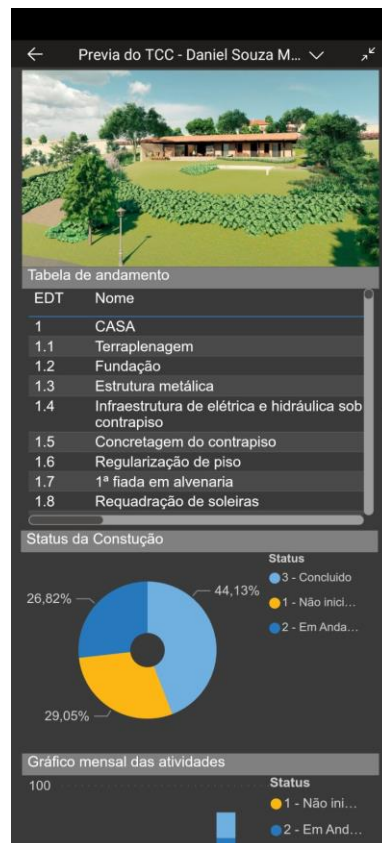 Previa do TCC - Daniel Souza M...
Tabela de andamento
EDT Nome
1 CASA
1.1 Terraplenagem
1.2 Fundação
1.3 Estrutura metálica
1.4 Infraestrutura de elétrica e hidráulica sob
contrapiso
1.5 Concretagem do contrapiso
1.6 Regularização de piso
1.7 1ª fiada em alvenaria
1.8 Requadração de soleiras
Status da Constução
Status
3 - Concluido
1 - Não inici...
2 - Em Anda...
44,13%
26,82%
29,05%
Gráfico mensal das atividades
100
Status
1 - Não ini...
2 - Em And...